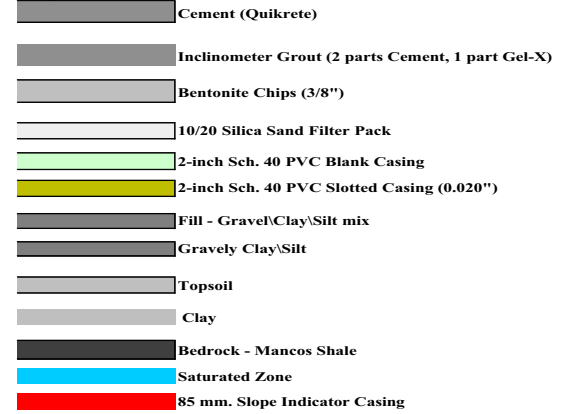 Cement (Quikrete)
Inclinometer Grout (2 parts Cement, 1 part Gel-X)
Bentonite Chips (3/8")
10/20 Silica Sand Filter Pack
2-inch Sch. 40 PVC Blank Casing
2-inch Sch. 40 PVC Slotted Casing (0.020")
Fill - Gravel\Clay\Silt mix
Gravely Clay\Silt
Topsoil
Clay
Bedrock - Mancos Shale
Saturated Zone
85 mm. Slope Indicator Casing